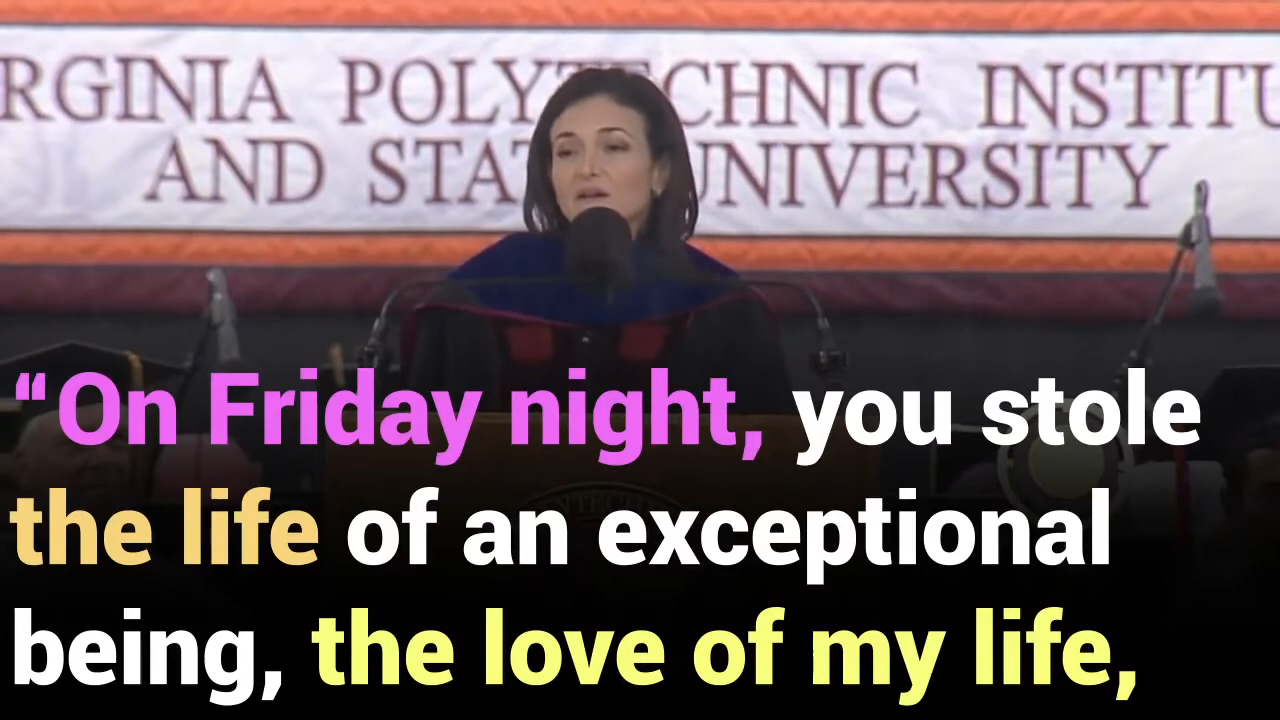 RGINIA POLYTECHNIC INSTITU
AND STATE UNIVERSITY
“On Friday night, you stole
the life of an exceptional
being, the love of my life,